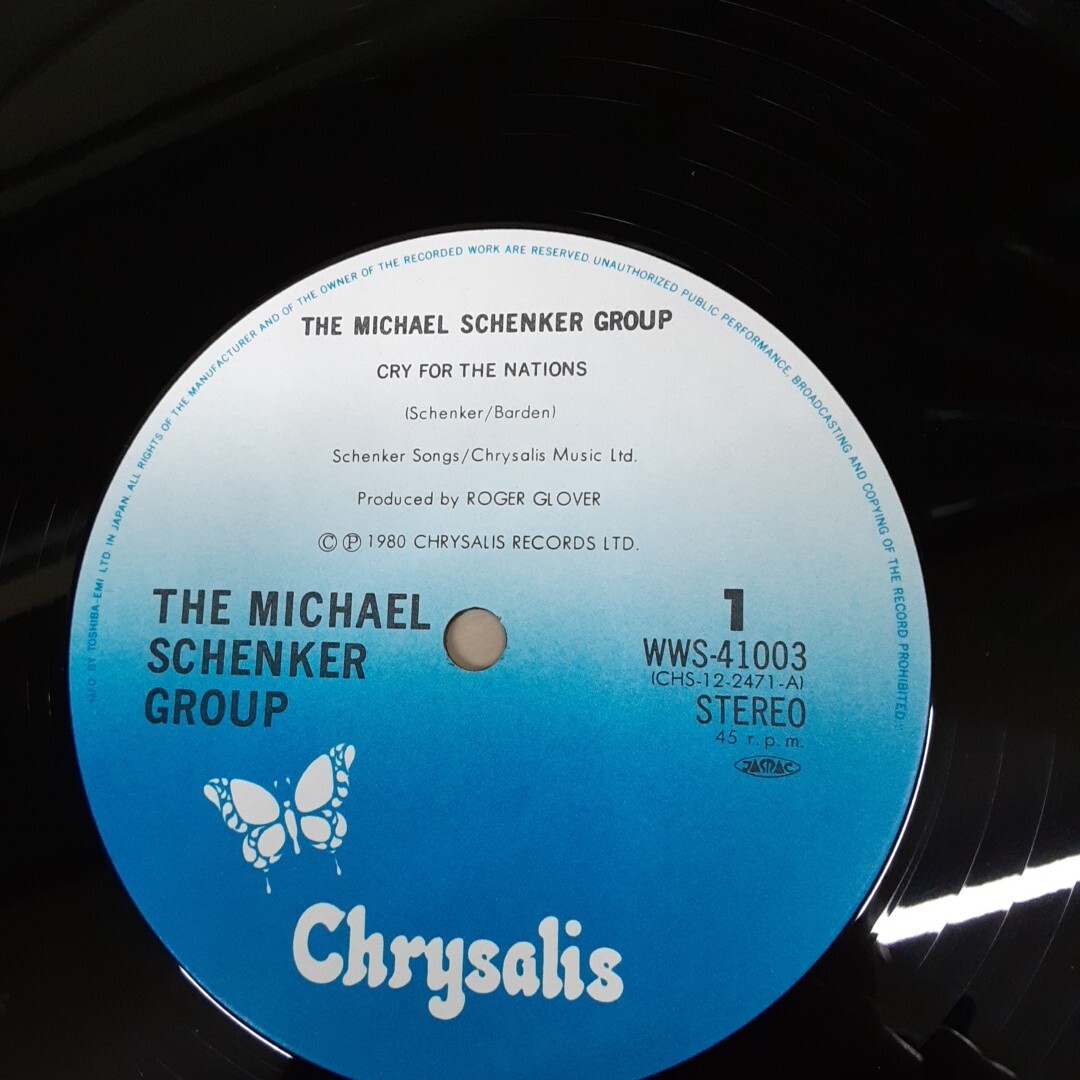 MFD BY TOSHIBA-EMI LTD IN JAPAN. ALL RIGHTS OF THE MANUFACTURER AND OF THE OWNER OF THE RECORDED WORK ARE RESERVED. UNAUTHORIZED PUBLIC PERFORMANCE, BROADCASTING AND COPYING OF THE RECORD PROHIBITED."
THE MICHAEL SCHENKER GROUP
CRY FOR THE NATIONS
(Schenker/Barden)
Schenker Songs/Chrysalis Music Ltd.
Produced by ROGER GLOVER
Ⓒ Ⓟ 1980 CHRYSALIS RECORDS LTD.
THE MICHAEL
SCHENKER
GROUP
1
WWS-41003
(CHS-12-2471-A)
STEREO
45 r.p.m.
JASRAC
Chrysalis